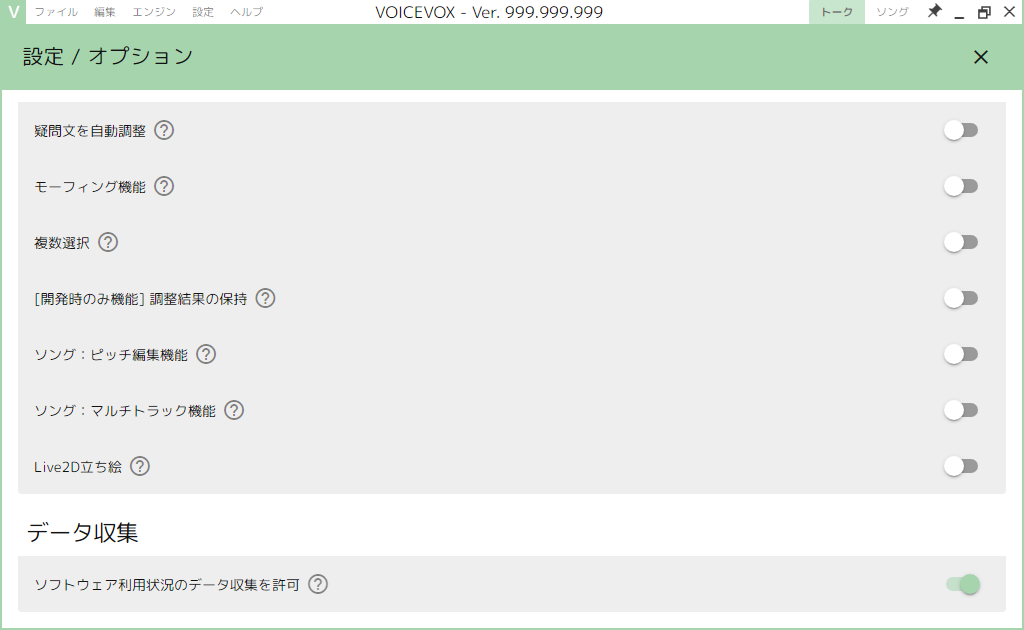 V ファイル 編集 エンジン 設定 ヘルプ VOICEVOX - Ver. 999.999.999 トーク ソング
設定 / オプション
疑問文を自動調整
モーフィング機能
複数選択
[開発時のみ機能] 調整結果の保持
ソング：ピッチ編集機能
ソング：マルチトラック機能
Live2D立ち絵
データ収集
ソフトウェア利用状況のデータ収集を許可